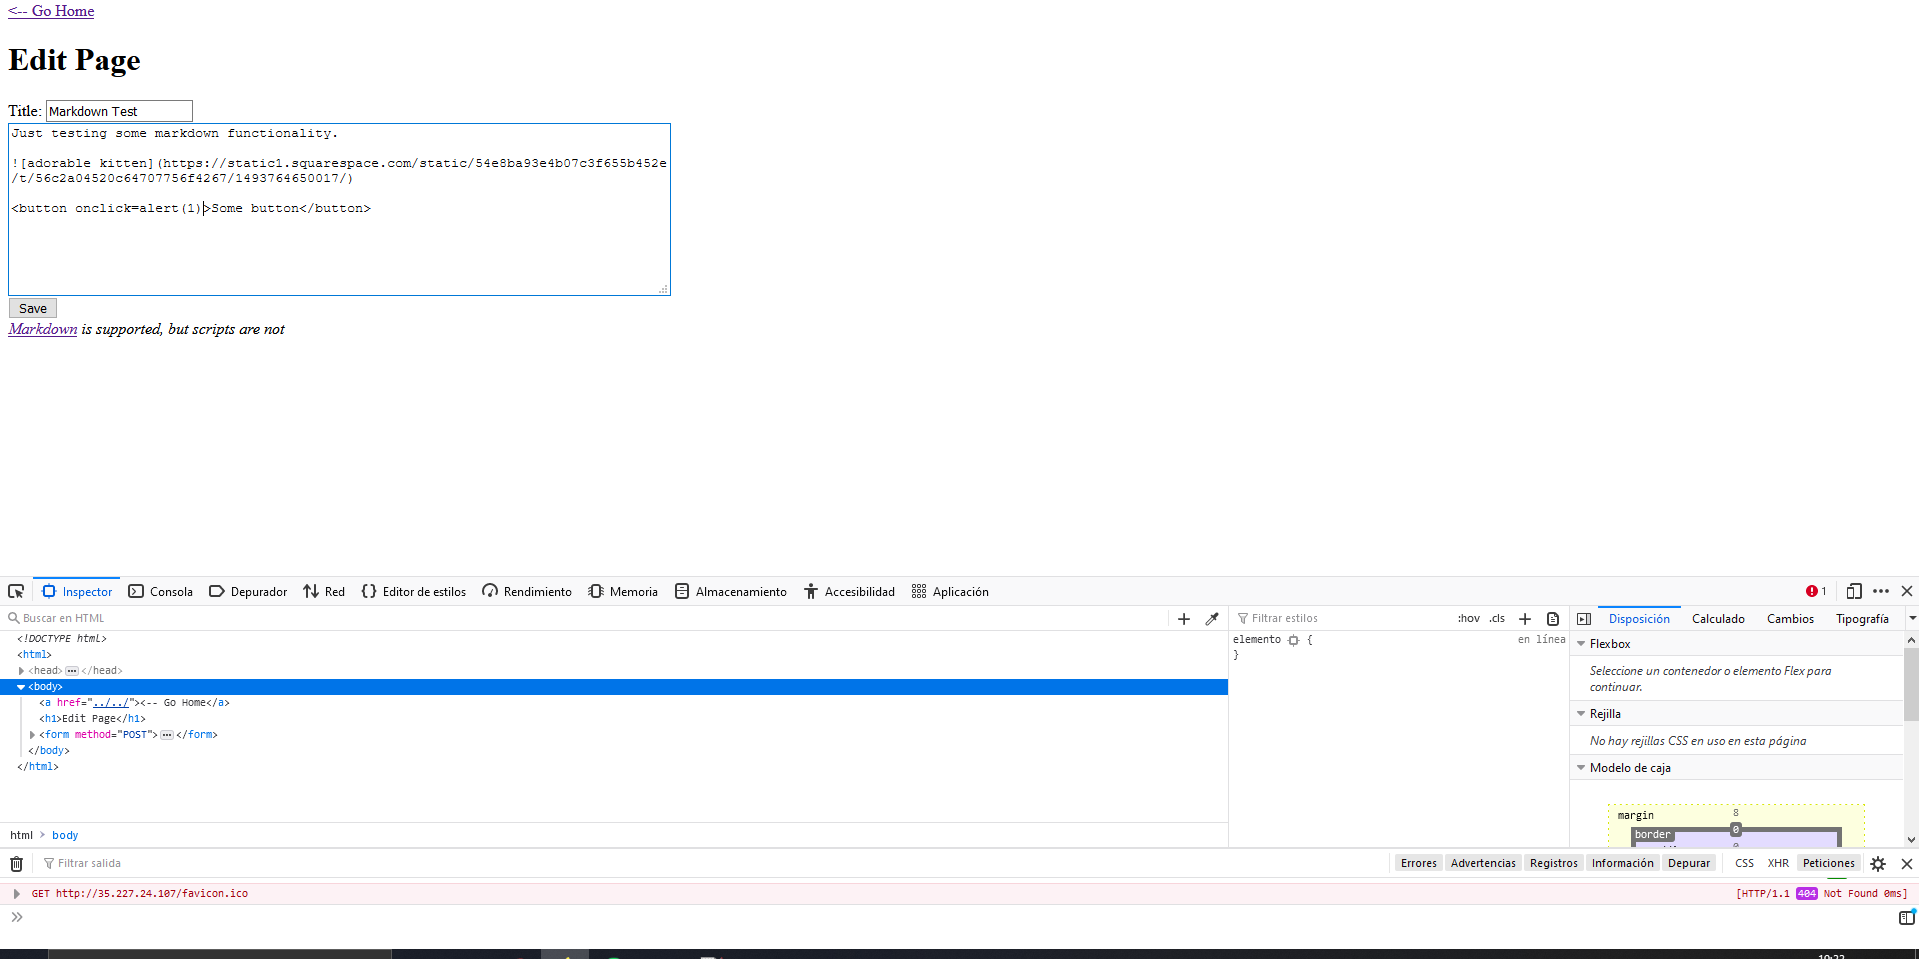 <-- Go Home
Edit Page
Title: Markdown Test
Just testing some markdown functionality.
![adorable kitten](https://static1.squarespace.com/static/54e8ba93e4b07c3f655b452e
/t/56c2a04520c64707756f4267/1493764650017/)
<button onclick=alert(1)>Some button</button>
Save
Markdown is supported, but scripts are not
Inspector Consola Depurador Red Editor de estilos Rendimiento Memoria Almacenamiento Accesibilidad Aplicación 1
Buscar en HTML
<!DOCTYPE html>
<html>
<head> </head>
<body>
<a href="../../"><-- Go Home</a>
<h1>Edit Page</h1>
<form method="POST"> </form>
</body>
</html>
html > body
Filtrar estilos :hov .cls
elemento { en línea
}
Disposición Calculado Cambios Tipografía
Flexbox
Seleccione un contenedor o elemento Flex para
continuar.
Rejilla
No hay rejillas CSS en uso en esta página
Modelo de caja
margin 8
border 0
Filtrar salida Errores Advertencias Registros Información Depurar CSS XHR Peticiones
GET http://35.227.24.107/favicon.ico [HTTP/1.1 404 Not Found 0ms]
>>